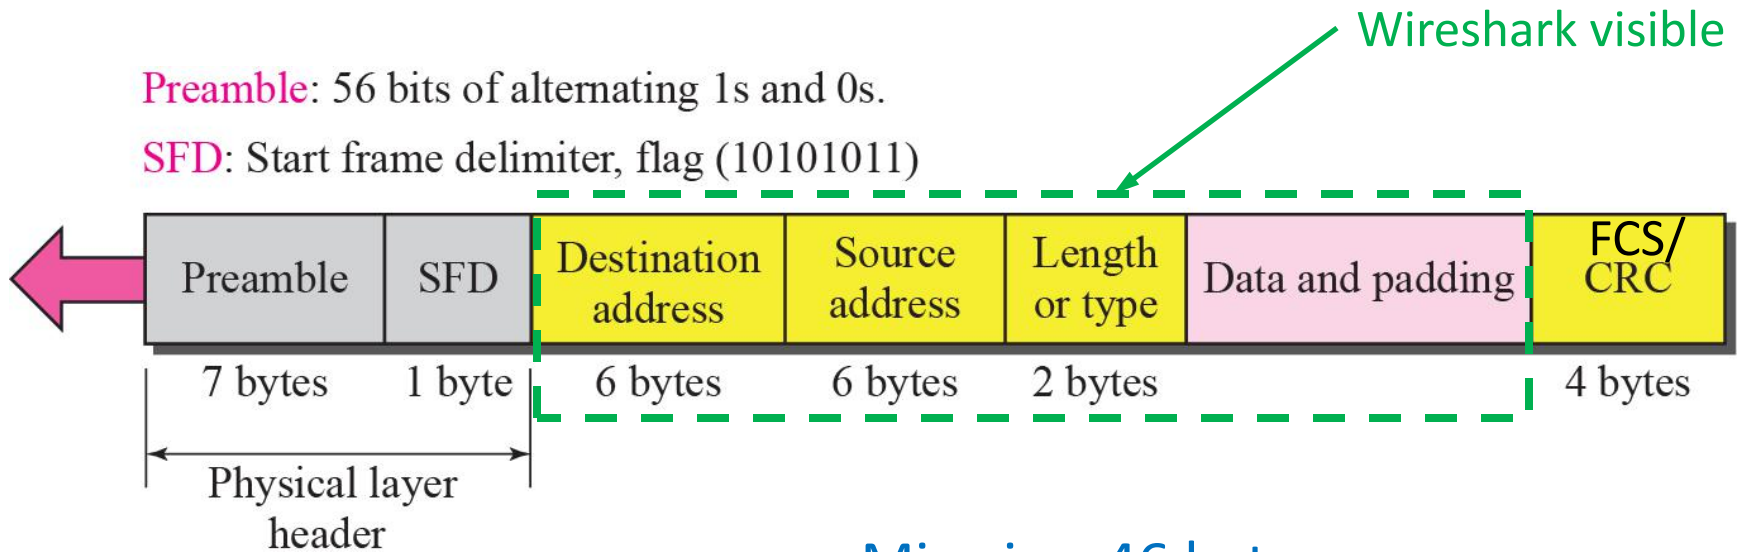 Wireshark visible
Preamble: 56 bits of alternating 1s and 0s.
SFD: Start frame delimiter, flag (10101011)
Preamble
SFD
Destination
address
Source
address
Length
or type
Data and padding
FCS/
CRC
7 bytes
1 byte
6 bytes
6 bytes
2 bytes
4 bytes
Physical layer
header